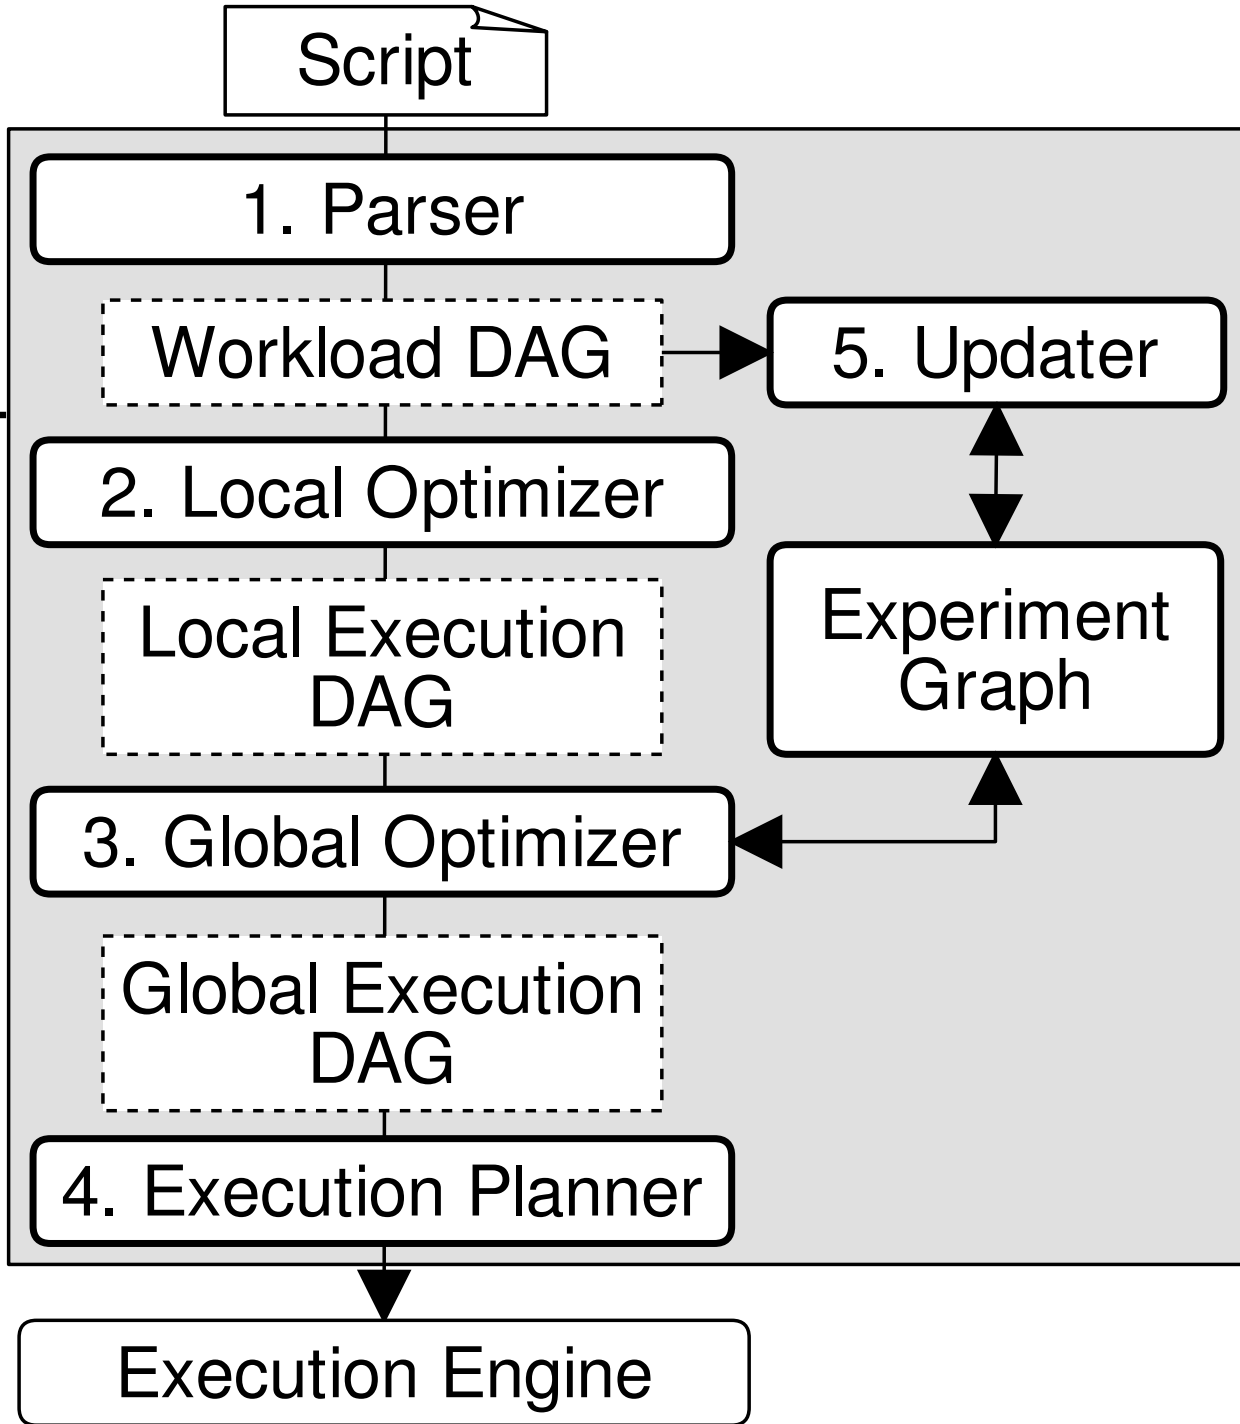 Script
1. Parser
Workload DAG
5. Updater
2. Local Optimizer
Local Execution
DAG
Experiment
Graph
3. Global Optimizer
Global Execution
DAG
4. Execution Planner
Execution Engine